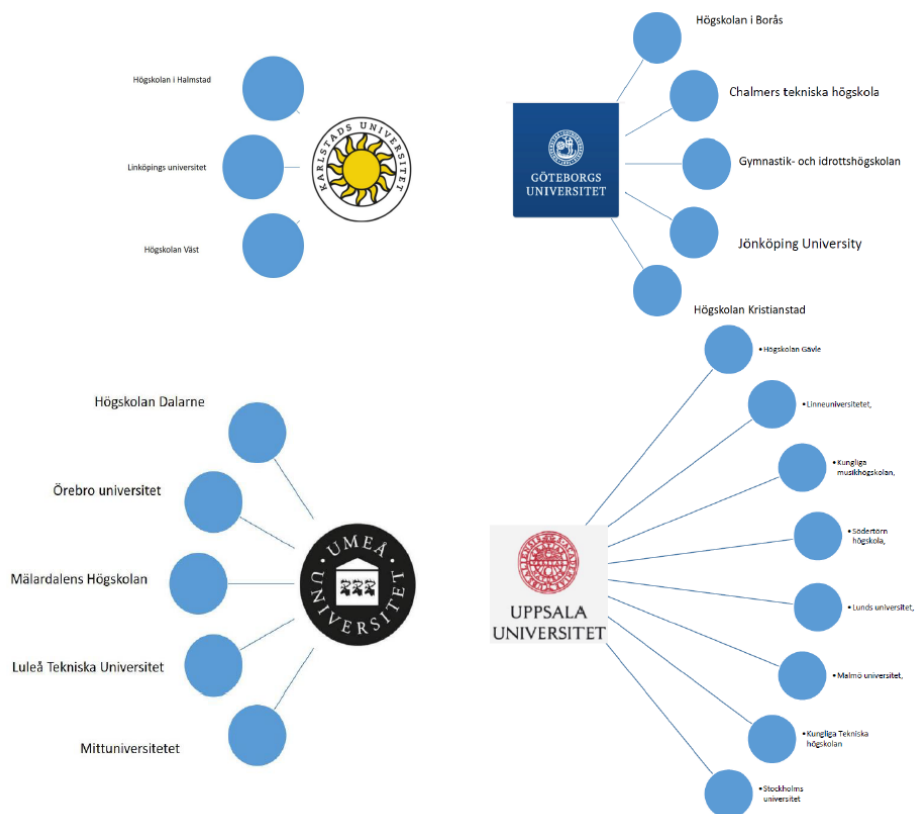 Högskolan i Halmstad
Linköpings universitet
Högskolan Väst
KARLSTADS UNIVERSITET
Högskolan i Borås
Chalmers tekniska högskola
Gymnastik- och idrottshögskolan
Jönköping University
Högskolan Kristianstad
GÖTEBORGS
UNIVERSITET
Högskolan Dalarne
Örebro universitet
Mälardalens Högskolan
Luleå Tekniska Universitet
Mittuniversitetet
UMEÅ UNIVERSITET
•Högskolan Gävle
•Linneuniversitetet,
•Kungliga
musikhögskolan,
•Södertörn
högskola,
•Lunds universitet,
•Malmö universitet,
•Kungliga Tekniska
högskolan
•Stockholms
universitet
UPPSALA
UNIVERSITET